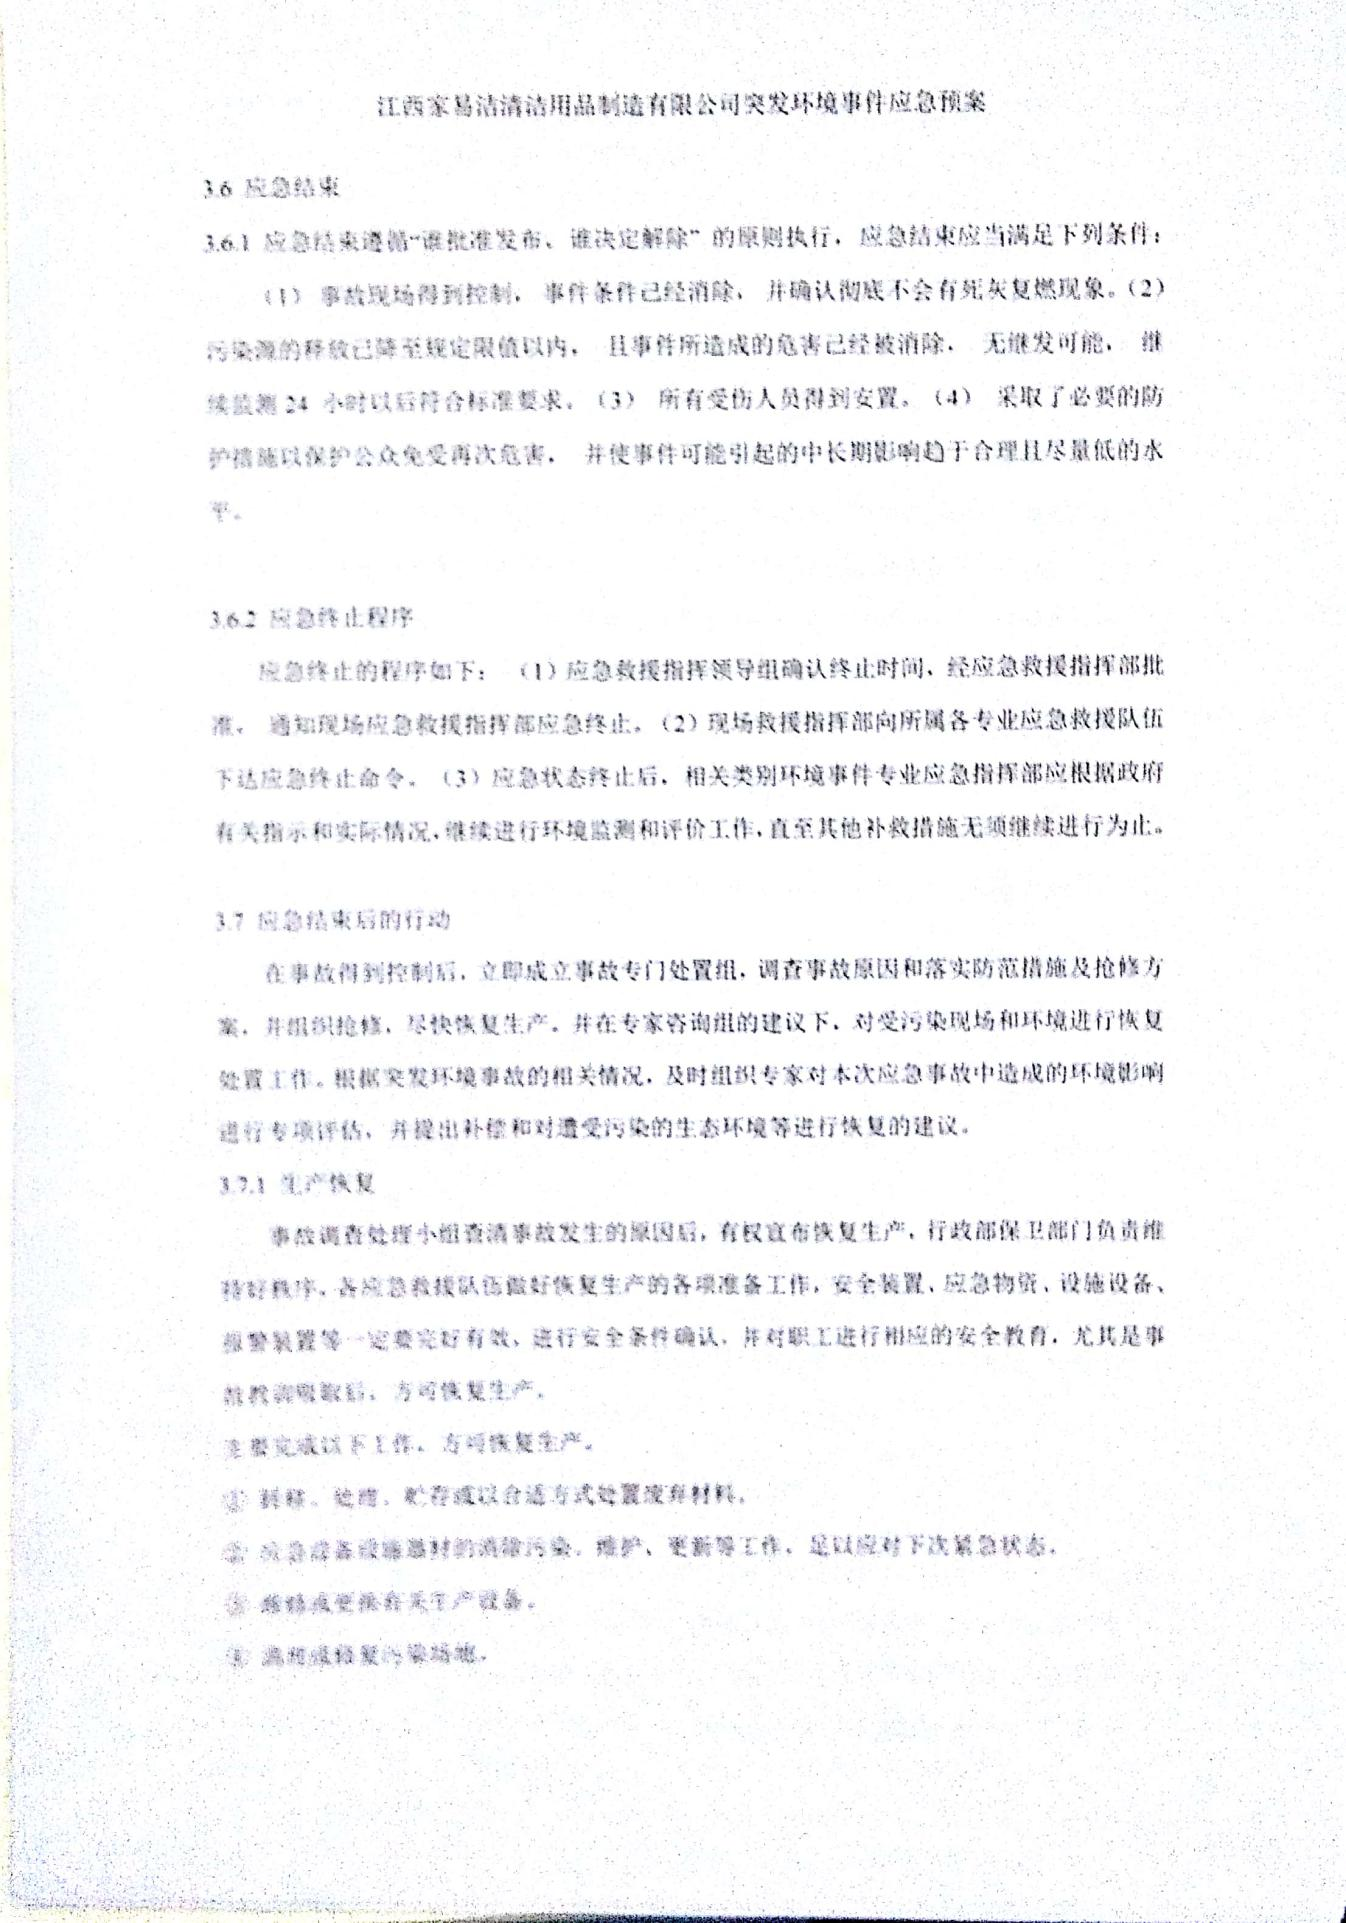 江西家易洁清洁用品制造有限公司突发环境事件应急预案
3.6 应急结束
3.6.1 应急结束遵循“谁批准发布、谁决定解除”的原则执行，应急结束应当满足下列条件：
（1） 事故现场得到控制， 事件条件已经消除， 并确认彻底不会有死灰复燃现象。（2）
污染源的释放已降至规定限值以内， 且事件所造成的危害已经被消除， 无继发可能， 继
续监测 24 小时以后符合标准要求。（3） 所有受伤人员得到安置。（4） 采取了必要的防
护措施以保护公众免受再次危害， 并使事件可能引起的中长期影响趋于合理且尽量低的水
平。
3.6.2 应急终止程序
应急终止的程序如下：（1）应急救援指挥领导组确认终止时间，经应急救援指挥部批
准， 通知现场应急救援指挥部应急终止。（2）现场救援指挥部向所属各专业应急救援队伍
下达应急终止命令。（3）应急状态终止后，相关类别环境事件专业应急指挥部应根据政府
有关指示和实际情况，继续进行环境监测和评价工作，直至其他补救措施无须继续进行为止。
3.7 应急结束后的行动
在事故得到控制后，立即成立事故专门处置组，调查事故原因和落实防范措施及抢修方
案，并组织抢修，尽快恢复生产。并在专家咨询组的建议下，对受污染现场和环境进行恢复
处置工作。根据突发环境事故的相关情况，及时组织专家对本次应急事故中造成的环境影响
进行专项评估，并提出补偿和对遭受污染的生态环境等进行恢复的建议。
3.7.1 生产恢复
事故调查处理小组查清事故发生的原因后，有权宣布恢复生产，行政部保卫部门负责维
持好秩序，各应急救援队伍做好恢复生产的各项准备工作，安全装置、应急物资、设施设备、
报警装置等一定要完好有效，进行安全条件确认，并对职工进行相应的安全教育，尤其是事
故教训吸取后，方可恢复生产。
主要完成以下工作，方可恢复生产。
① 转移、处理、贮存或以合适方式处置废弃材料。
② 应急设备设施器材的消除污染、维护、更新等工作，足以应对下次紧急状态。
③ 维修或更换有关生产设备。
④ 清理或修复污染场地。